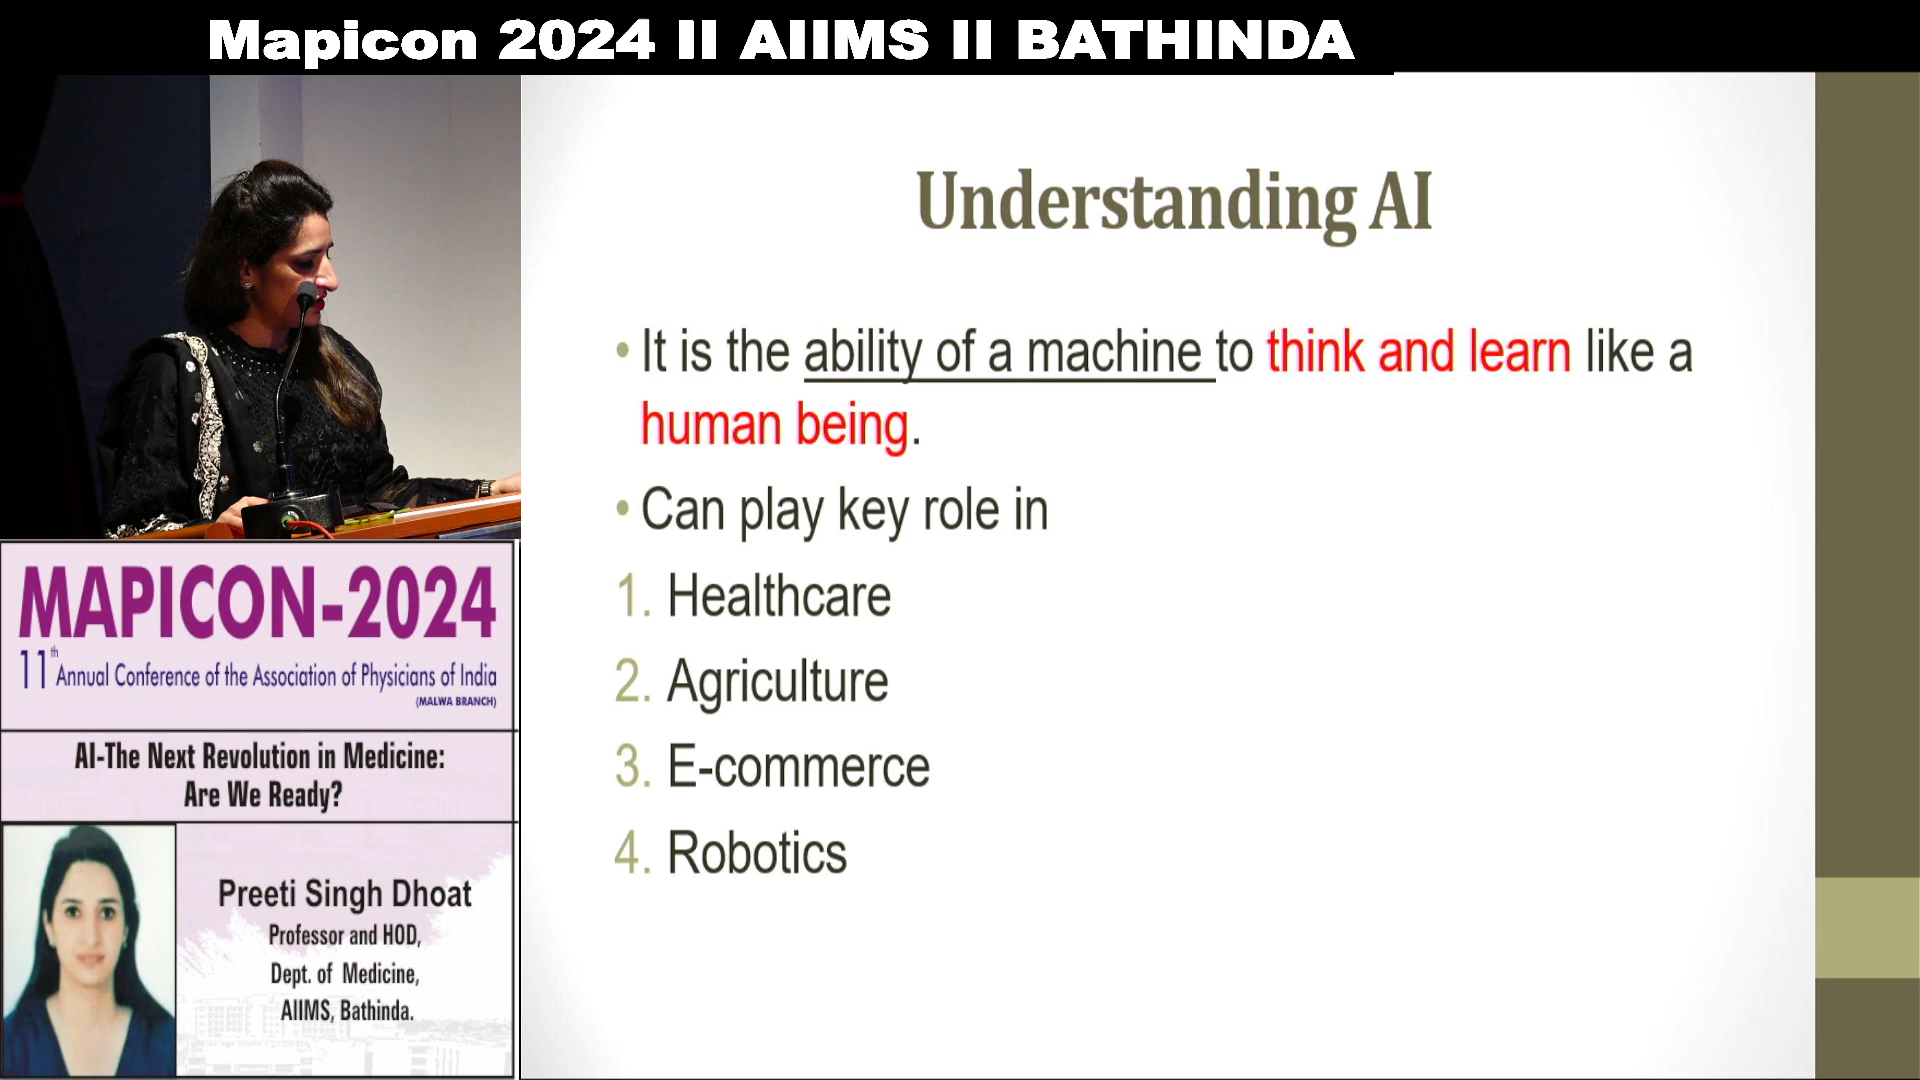 Mapicon 2024 II AIIMS II BATHINDA
Understanding AI
• It is the ability of a machine to think and learn like a
human being.
• Can play key role in
1. Healthcare
2. Agriculture
3. E-commerce
4. Robotics
MAPICON-2024
11th Annual Conference of the Association of Physicians of India
(MALWA BRANCH)
AI-The Next Revolution in Medicine:
Are We Ready?
Preeti Singh Dhoat
Professor and HOD,
Dept. of Medicine,
AIIMS, Bathinda.